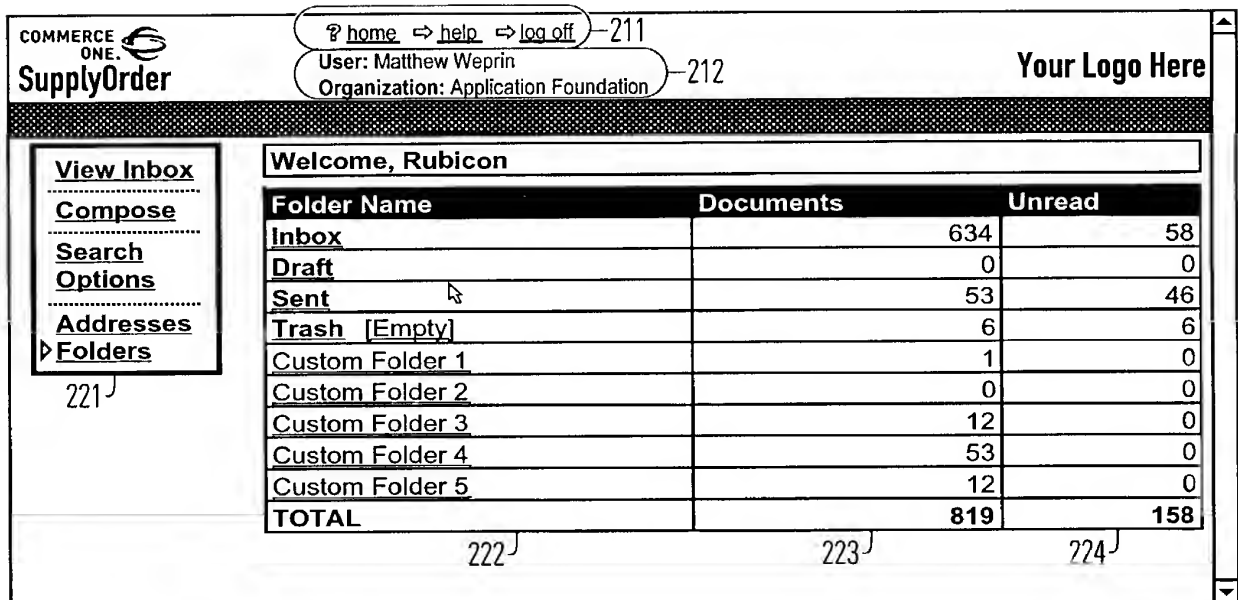 COMMERCE
ONE.
SupplyOrder
? home ⇨ help ⇨ log off 211
User: Matthew Weprin
Organization: Application Foundation 212
Your Logo Here
View Inbox
Compose
Search
Options
Addresses
Folders
221
Welcome, Rubicon
Folder Name Documents Unread
Inbox 634 58
Draft 0 0
Sent 53 46
Trash [Empty] 6 6
Custom Folder 1 1 0
Custom Folder 2 0 0
Custom Folder 3 12 0
Custom Folder 4 53 0
Custom Folder 5 12 0
TOTAL 819 158
222 223 224